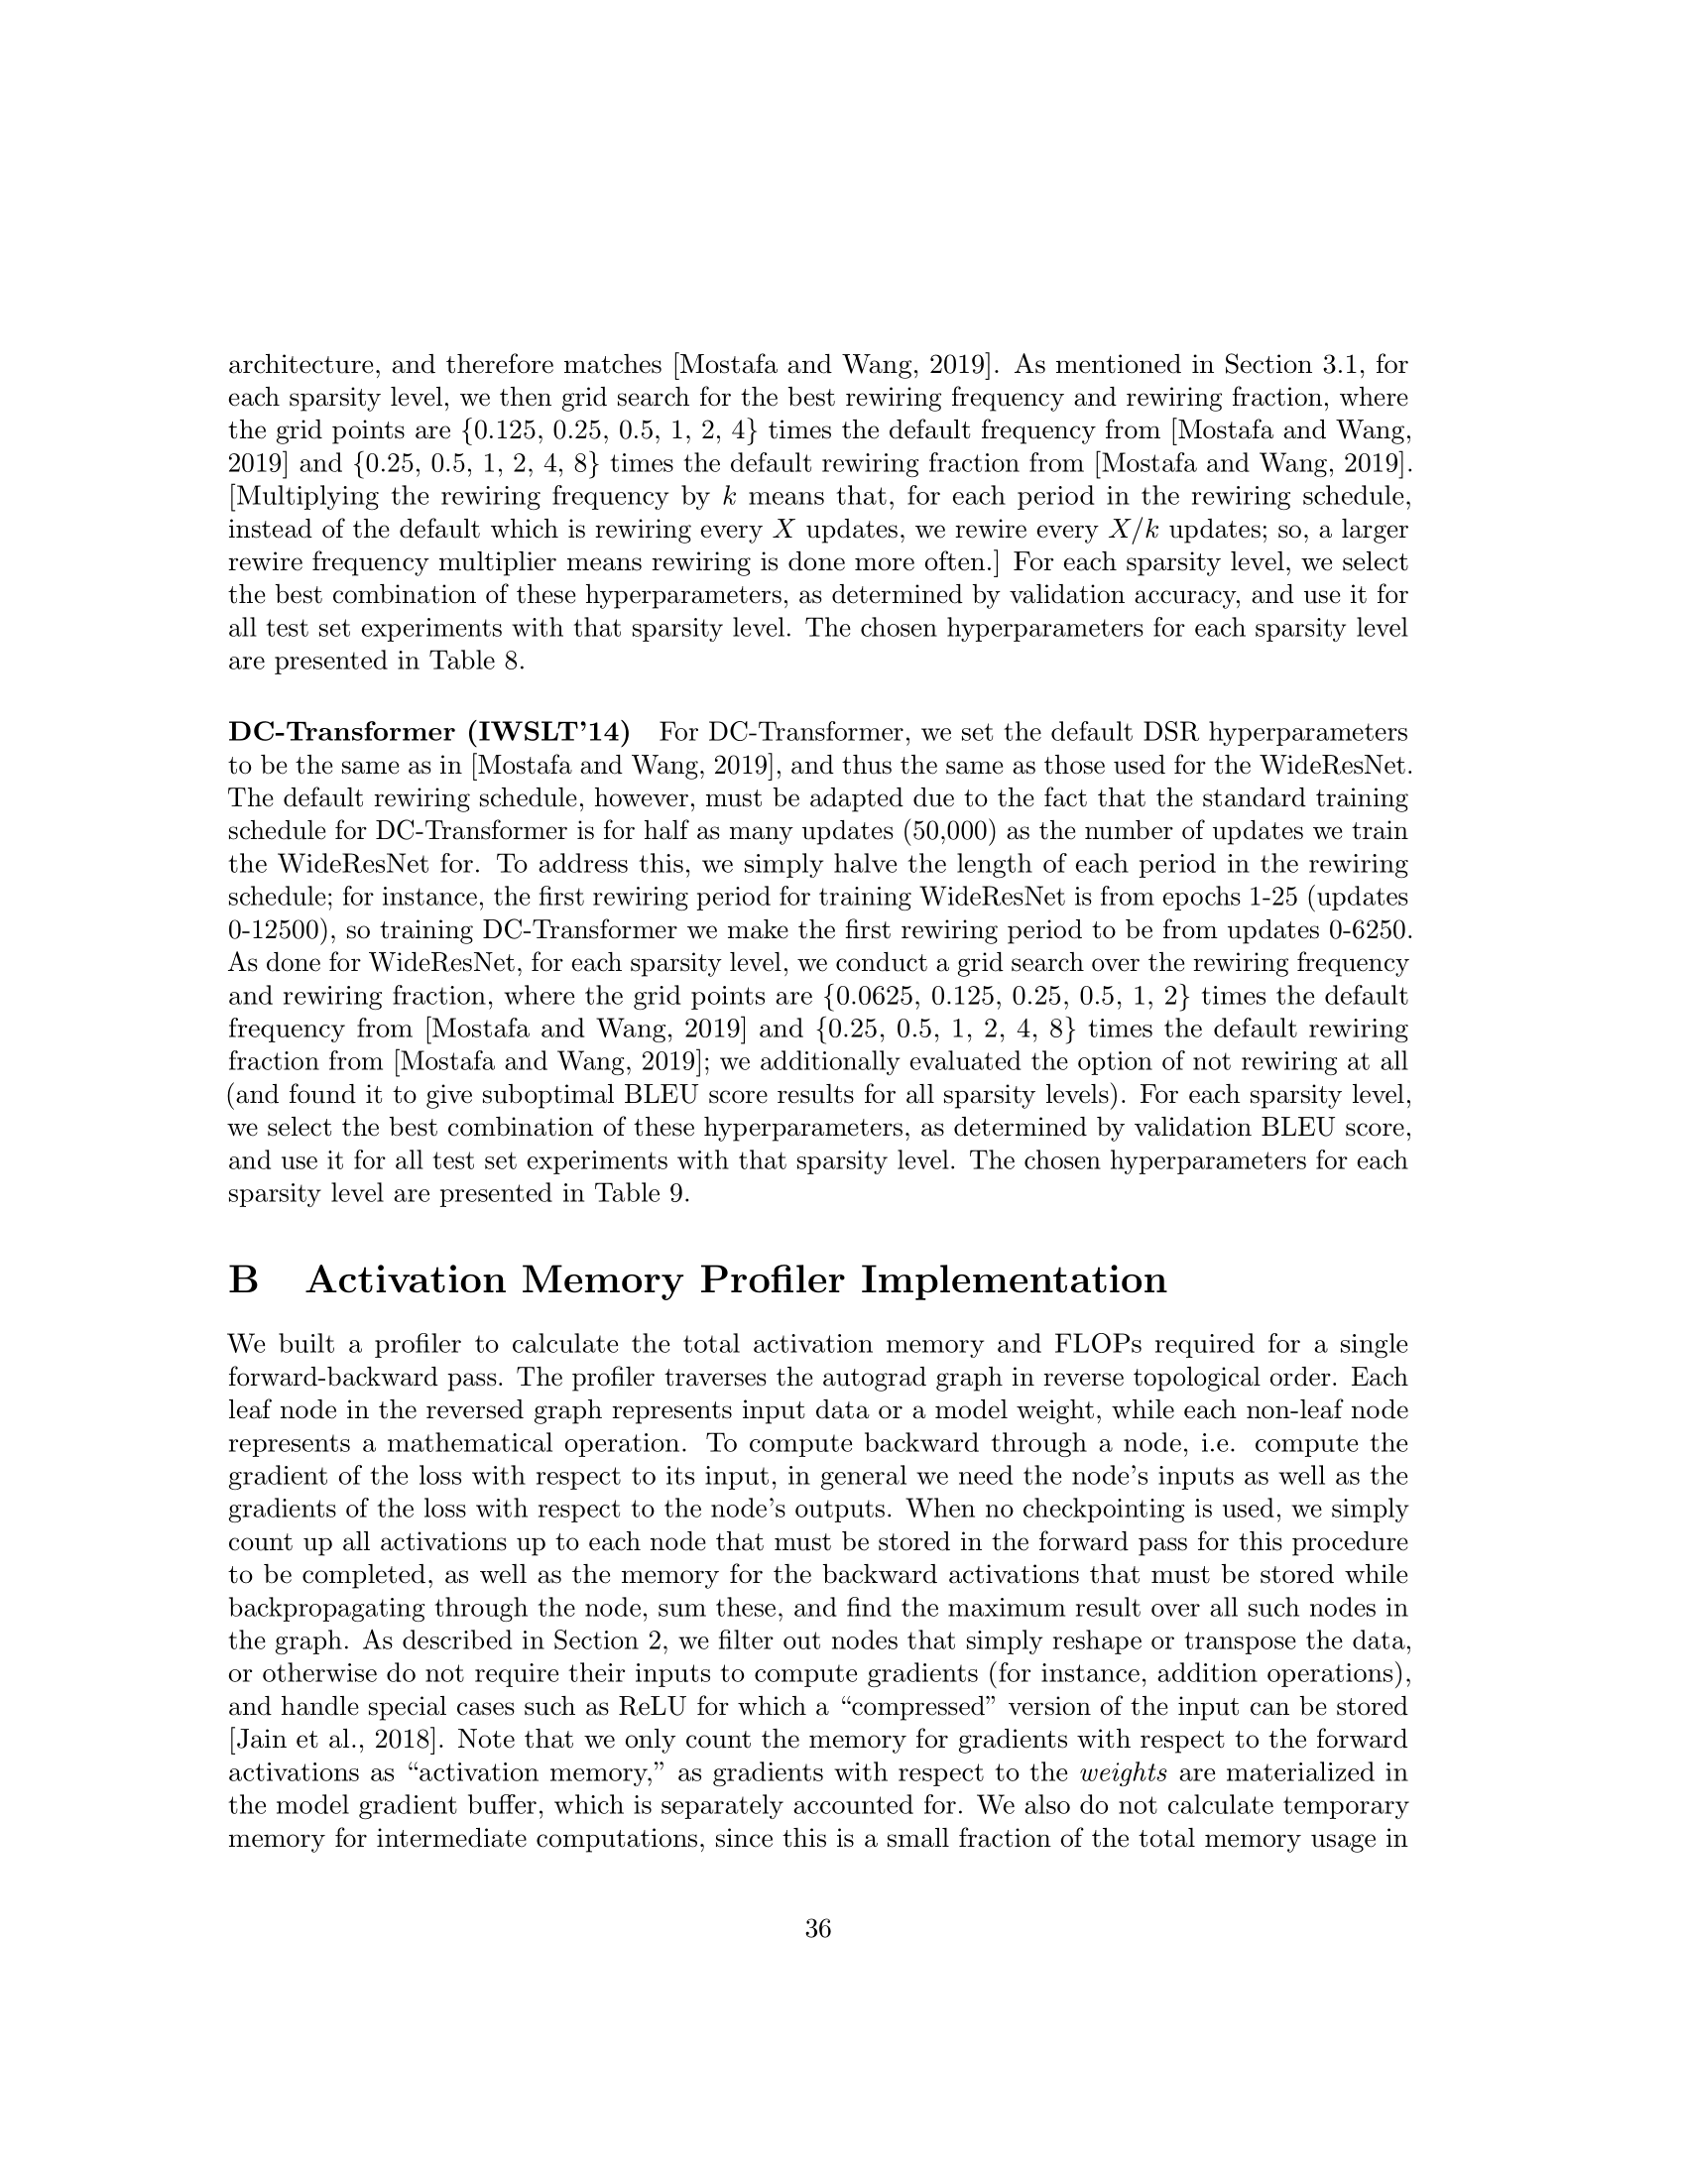 architecture, and therefore matches [Mostafa and Wang, 2019]. As mentioned in Section 3.1, for
each sparsity level, we then grid search for the best rewiring frequency and rewiring fraction, where
the grid points are {0.125, 0.25, 0.5, 1, 2, 4} times the default frequency from [Mostafa and Wang,
2019] and {0.25, 0.5, 1, 2, 4, 8} times the default rewiring fraction from [Mostafa and Wang, 2019].
[Multiplying the rewiring frequency by k means that, for each period in the rewiring schedule,
instead of the default which is rewiring every X updates, we rewire every X/k updates; so, a larger
rewire frequency multiplier means rewiring is done more often.] For each sparsity level, we select
the best combination of these hyperparameters, as determined by validation accuracy, and use it for
all test set experiments with that sparsity level. The chosen hyperparameters for each sparsity level
are presented in Table 8.
DC-Transformer (IWSLT'14) For DC-Transformer, we set the default DSR hyperparameters
to be the same as in [Mostafa and Wang, 2019], and thus the same as those used for the WideResNet.
The default rewiring schedule, however, must be adapted due to the fact that the standard training
schedule for DC-Transformer is for half as many updates (50,000) as the number of updates we train
the WideResNet for. To address this, we simply halve the length of each period in the rewiring
schedule; for instance, the first rewiring period for training WideResNet is from epochs 1-25 (updates
0-12500), so training DC-Transformer we make the first rewiring period to be from updates 0-6250.
As done for WideResNet, for each sparsity level, we conduct a grid search over the rewiring frequency
and rewiring fraction, where the grid points are {0.0625, 0.125, 0.25, 0.5, 1, 2} times the default
frequency from [Mostafa and Wang, 2019] and {0.25, 0.5, 1, 2, 4, 8} times the default rewiring
fraction from [Mostafa and Wang, 2019]; we additionally evaluated the option of not rewiring at all
(and found it to give suboptimal BLEU score results for all sparsity levels). For each sparsity level,
we select the best combination of these hyperparameters, as determined by validation BLEU score,
and use it for all test set experiments with that sparsity level. The chosen hyperparameters for each
sparsity level are presented in Table 9.
B Activation Memory Profiler Implementation
We built a profiler to calculate the total activation memory and FLOPs required for a single
forward-backward pass. The profiler traverses the autograd graph in reverse topological order. Each
leaf node in the reversed graph represents input data or a model weight, while each non-leaf node
represents a mathematical operation. To compute backward through a node, i.e. compute the
gradient of the loss with respect to its input, in general we need the node's inputs as well as the
gradients of the loss with respect to the node's outputs. When no checkpointing is used, we simply
count up all activations up to each node that must be stored in the forward pass for this procedure
to be completed, as well as the memory for the backward activations that must be stored while
backpropagating through the node, sum these, and find the maximum result over all such nodes in
the graph. As described in Section 2, we filter out nodes that simply reshape or transpose the data,
or otherwise do not require their inputs to compute gradients (for instance, addition operations),
and handle special cases such as ReLU for which a “compressed” version of the input can be stored
[Jain et al., 2018]. Note that we only count the memory for gradients with respect to the forward
activations as “activation memory,” as gradients with respect to the weights are materialized in
the model gradient buffer, which is separately accounted for. We also do not calculate temporary
memory for intermediate computations, since this is a small fraction of the total memory usage in
36